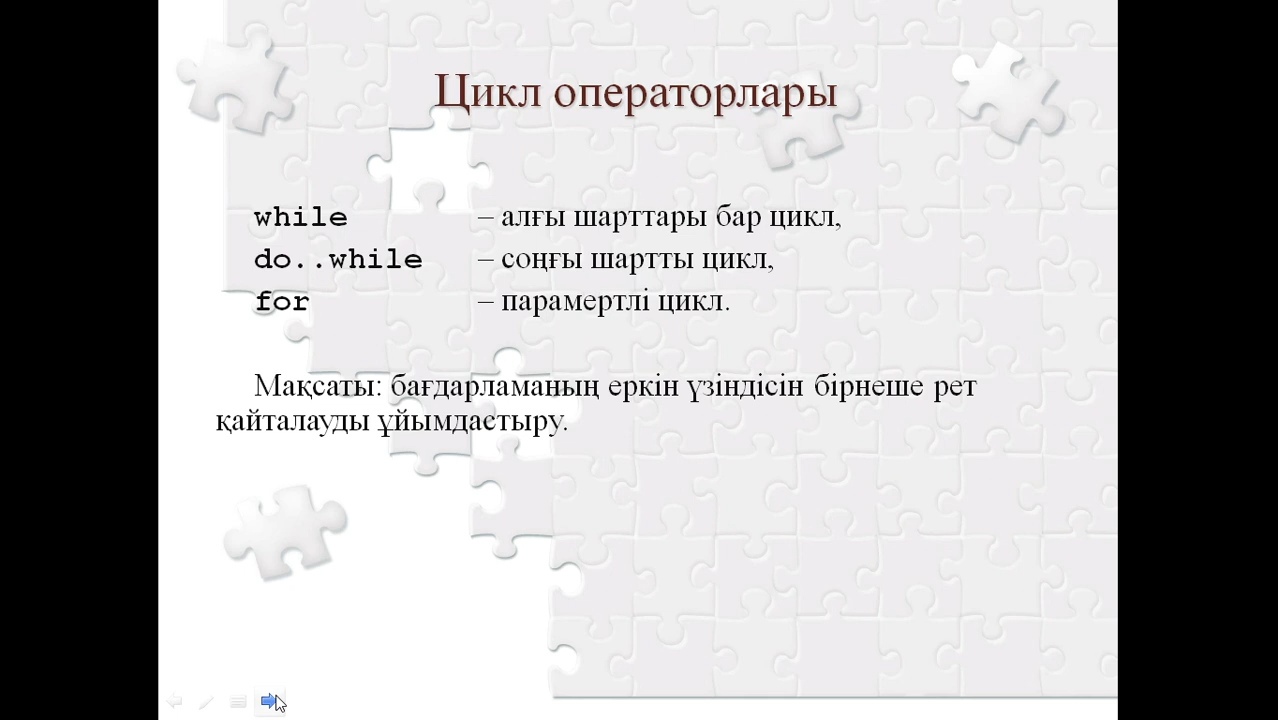 Цикл операторлары
while – алғы шарттары бар цикл,
do..while – соңғы шартты цикл,
for – парамертлі цикл.
Мақсаты: бағдарламаның еркін үзіндісін бірнеше рет
қайталауды ұйымдастыру.